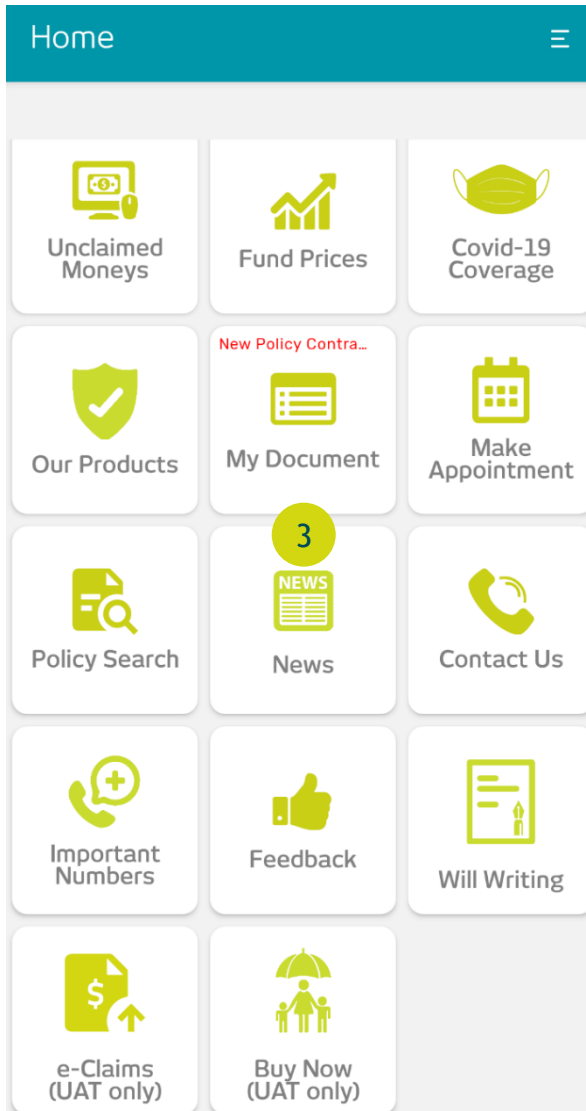 Home
Unclaimed
Moneys
Fund Prices
Covid-19
Coverage
Our Products
New Policy Contra…
My Document
Make
Appointment
Policy Search
3
NEWS
News
Contact Us
Important
Numbers
Feedback
Will Writing
$
e-Claims
(UAT only)
Buy Now
(UAT only)